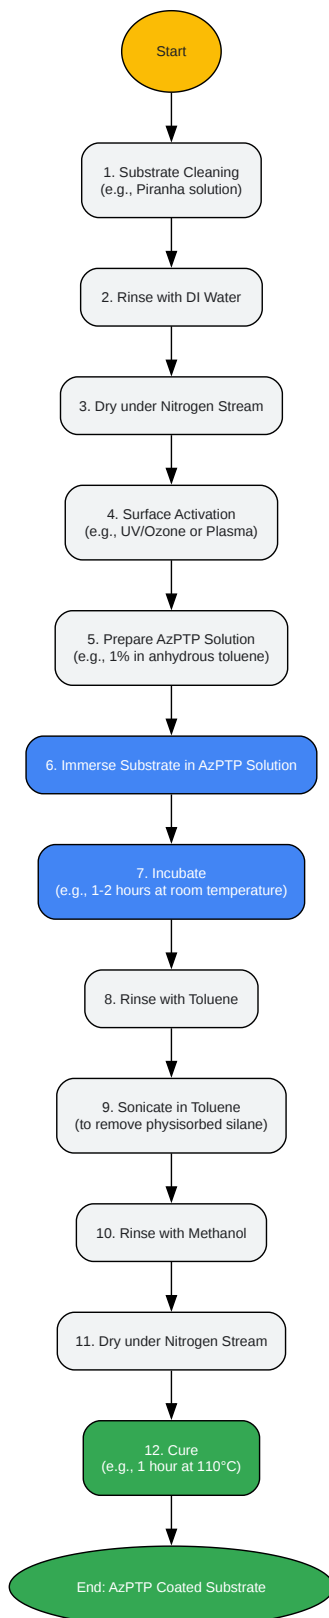 Start
1. Substrate Cleaning
(e.g., Piranha solution)
2. Rinse with DI Water
3. Dry under Nitrogen Stream
4. Surface Activation
(e.g., UV/Ozone or Plasma)
5. Prepare AzPTP Solution
(e.g., 1% in anhydrous toluene)
6. Immerse Substrate in AzPTP Solution
7. Incubate
(e.g., 1-2 hours at room temperature)
8. Rinse with Toluene
9. Sonicate in Toluene
(to remove physisorbed silane)
10. Rinse with Methanol
11. Dry under Nitrogen Stream
12. Cure
(e.g., 1 hour at 110°C)
End: AzPTP Coated Substrate